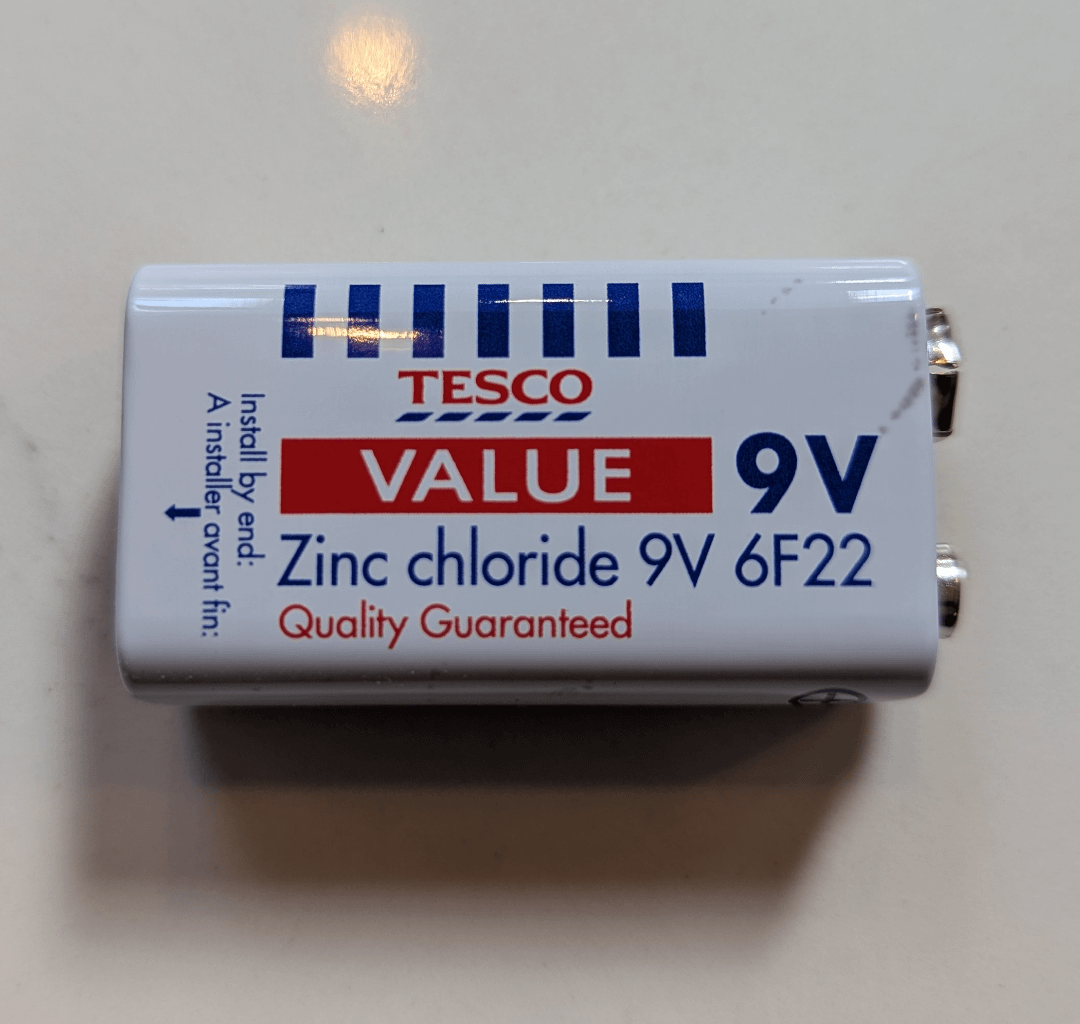 TESCO
VALUE
9V
Zinc chloride 9V 6F22
Quality Guaranteed
Install by end:
A installer avant fin: